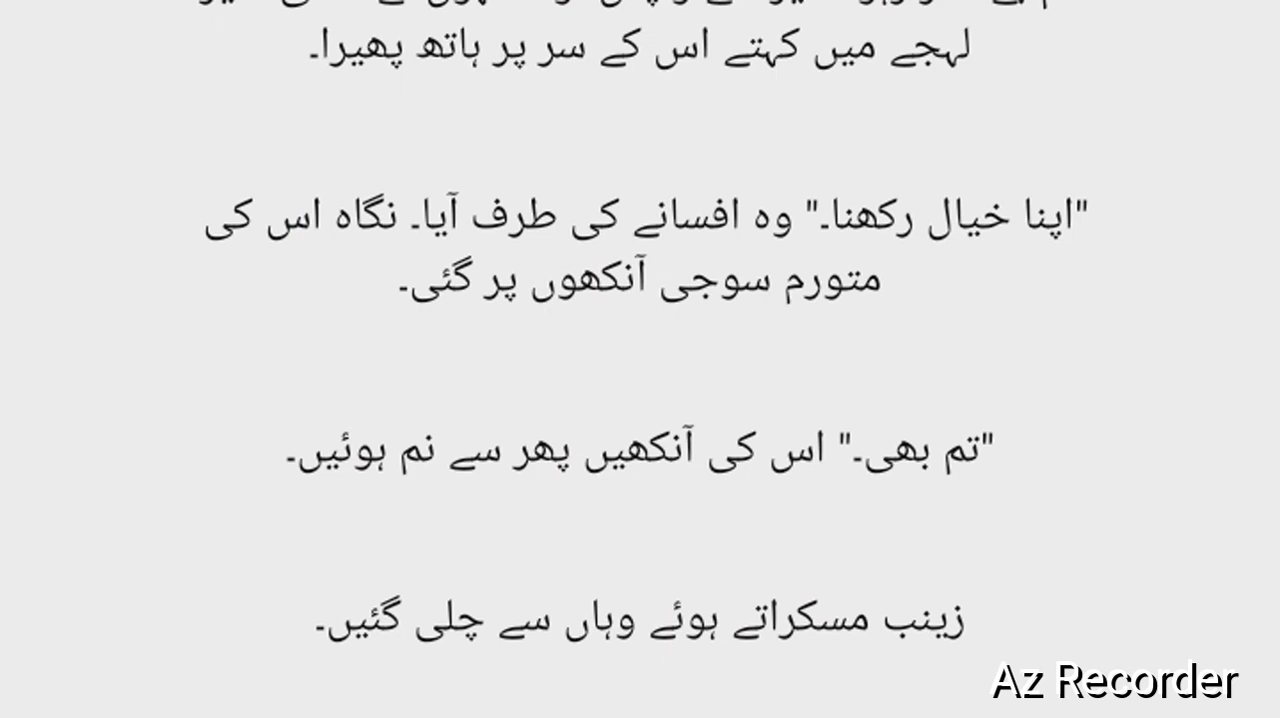 لہجے میں کہتے اس کے سر پر ہاتھ پھیرا۔
"اپنا خیال رکھنا۔" وہ افسانے کی طرف آیا۔ نگاہ اس کی
متورم سوجی آنکھوں پر گئی۔
"تم بھی۔" اس کی آنکھیں پھر سے نم ہوئیں۔
زینب مسکراتے ہوئے وہاں سے چلی گئیں۔
Az Recorder